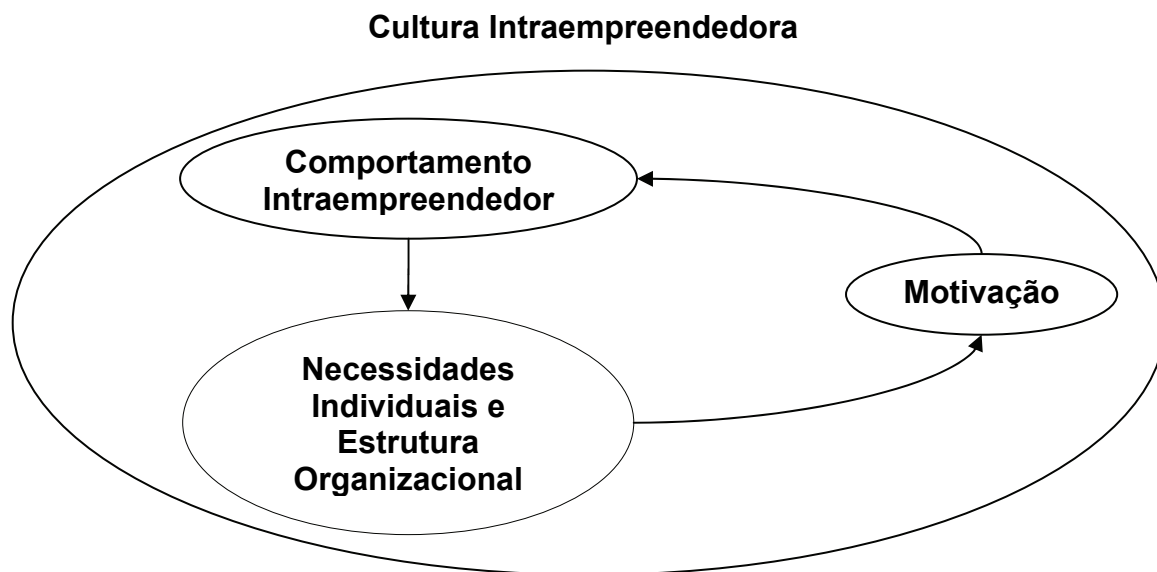 Cultura Intraempreendedora
Comportamento
Intraempreendedor
Motivação
Necessidades
Individuais e
Estrutura
Organizacional